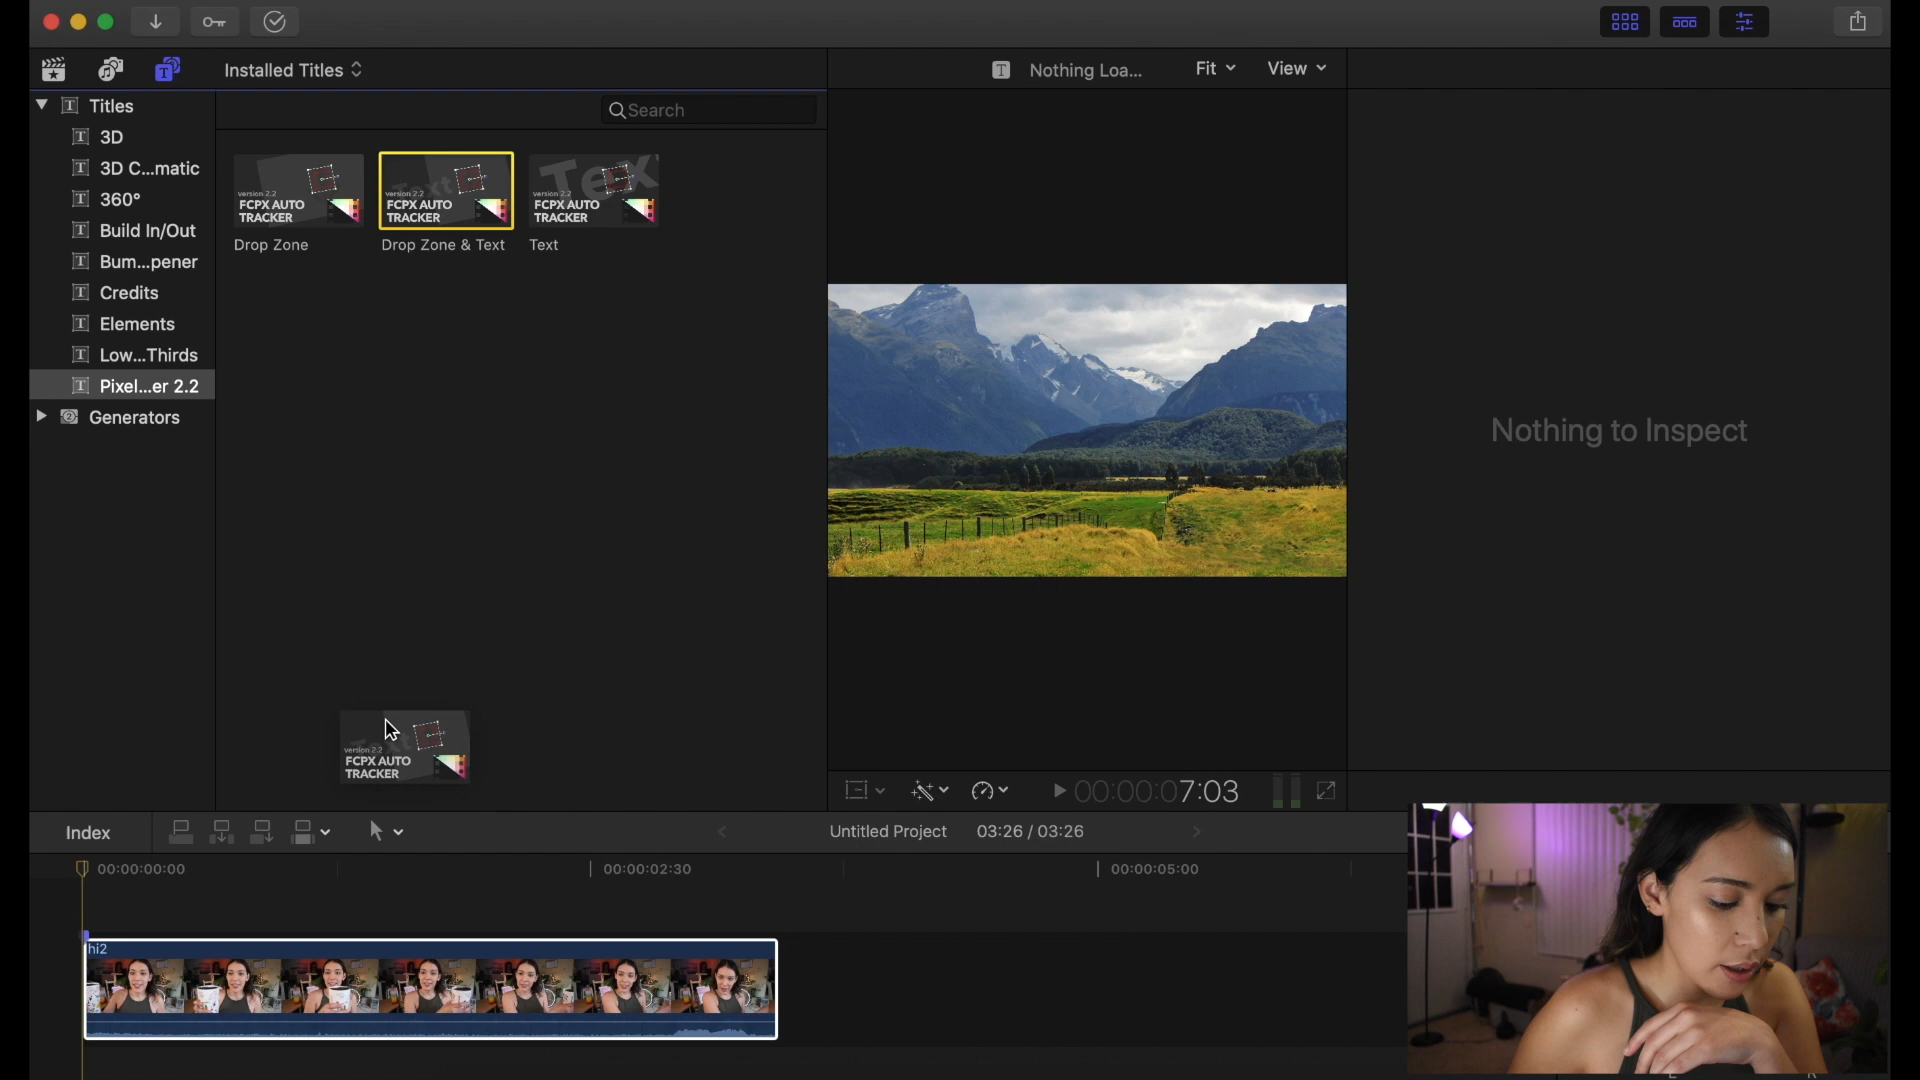 Installed Titles
Nothing Loa...
Fit
View
Titles
Search
3D
3D C...matic
360°
Build In/Out
Bum...pener
Credits
Elements
Low...Thirds
Pixel...er 2.2
Generators
version 2.2
FCPX AUTO
TRACKER
Drop Zone
Text
version 2.2
FCPX AUTO
TRACKER
Drop Zone & Text
Tex
version 2.2
FCPX AUTO
TRACKER
Text
Nothing to Inspect
Text
version 2.2
FCPX AUTO
TRACKER
00:00:07:03
Index
Untitled Project
03:26 / 03:26
00:00:00:00
00:00:02:30
00:00:05:00
hi2